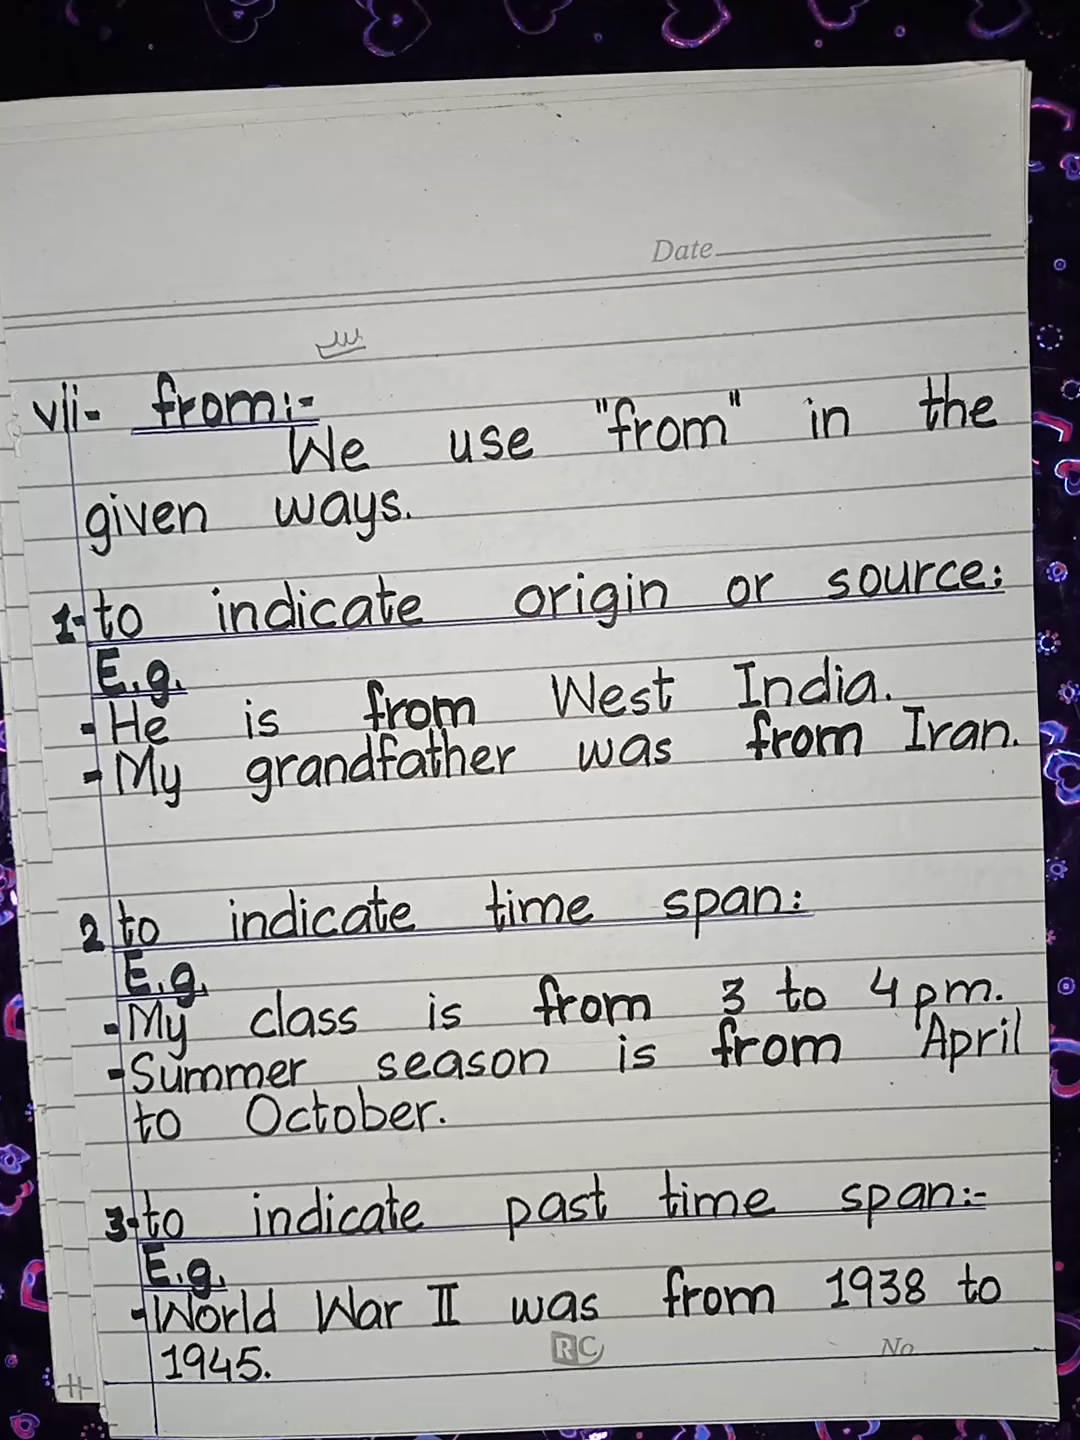 Date
vii- from:-
We use "from" in the
given ways.
1- to indicate origin or source:
E.g.
- He is from West India.
- My grandfather was from Iran.
2 to indicate time span:
E.g.
- My class is from 3 to 4pm.
- Summer season is from April
to October.
3- to indicate past time span:-
E.g.
- World War II was from 1938 to
1945.
RC No